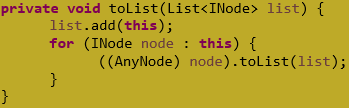 private void toList(List<INode> list) {
list.add(this);
for (INode node : this) {
((AnyNode) node).toList(list);
}
}